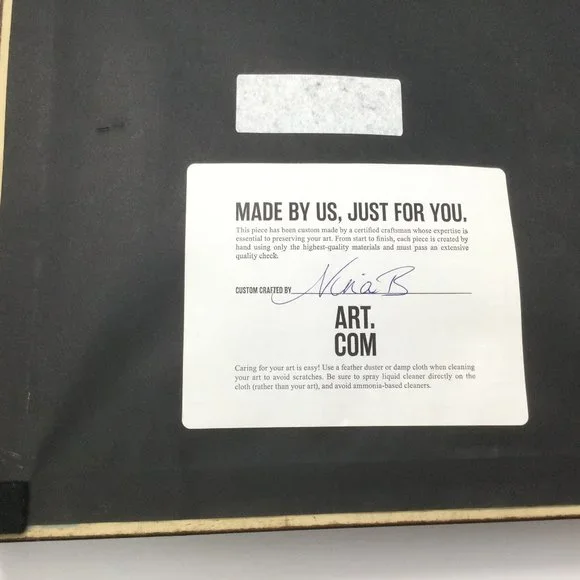 MADE BY US, JUST FOR YOU.
This piece has been custom made by a certified craftsman whose expertise is
essential to preserving your art. From start to finish, each piece is created by
hand using only the highest-quality materials and must pass an extensive
quality check.
CUSTOM CRAFTED BY Nina B
ART.
COM
Caring for your art is easy! Use a feather duster or damp cloth when cleaning
your art to avoid scratches. Be sure to spray liquid cleaner directly on the
cloth (rather than your art), and avoid ammonia-based cleaners.